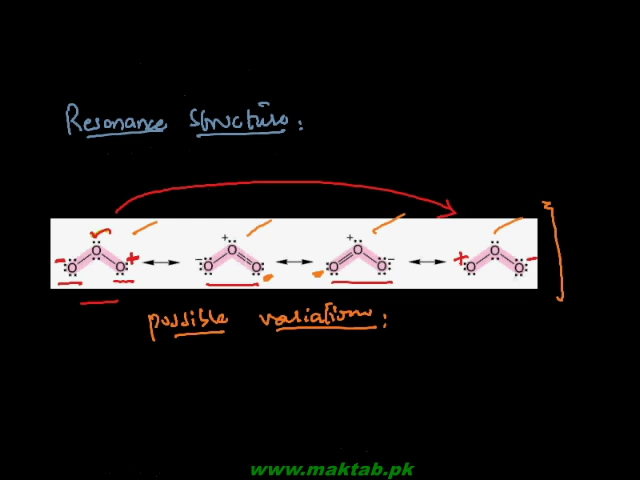 Resonance structure:
− O O O + ↔ − O + O O ↔ O + O O − ↔ + O O O −
possible variations:
www.maktab.pk